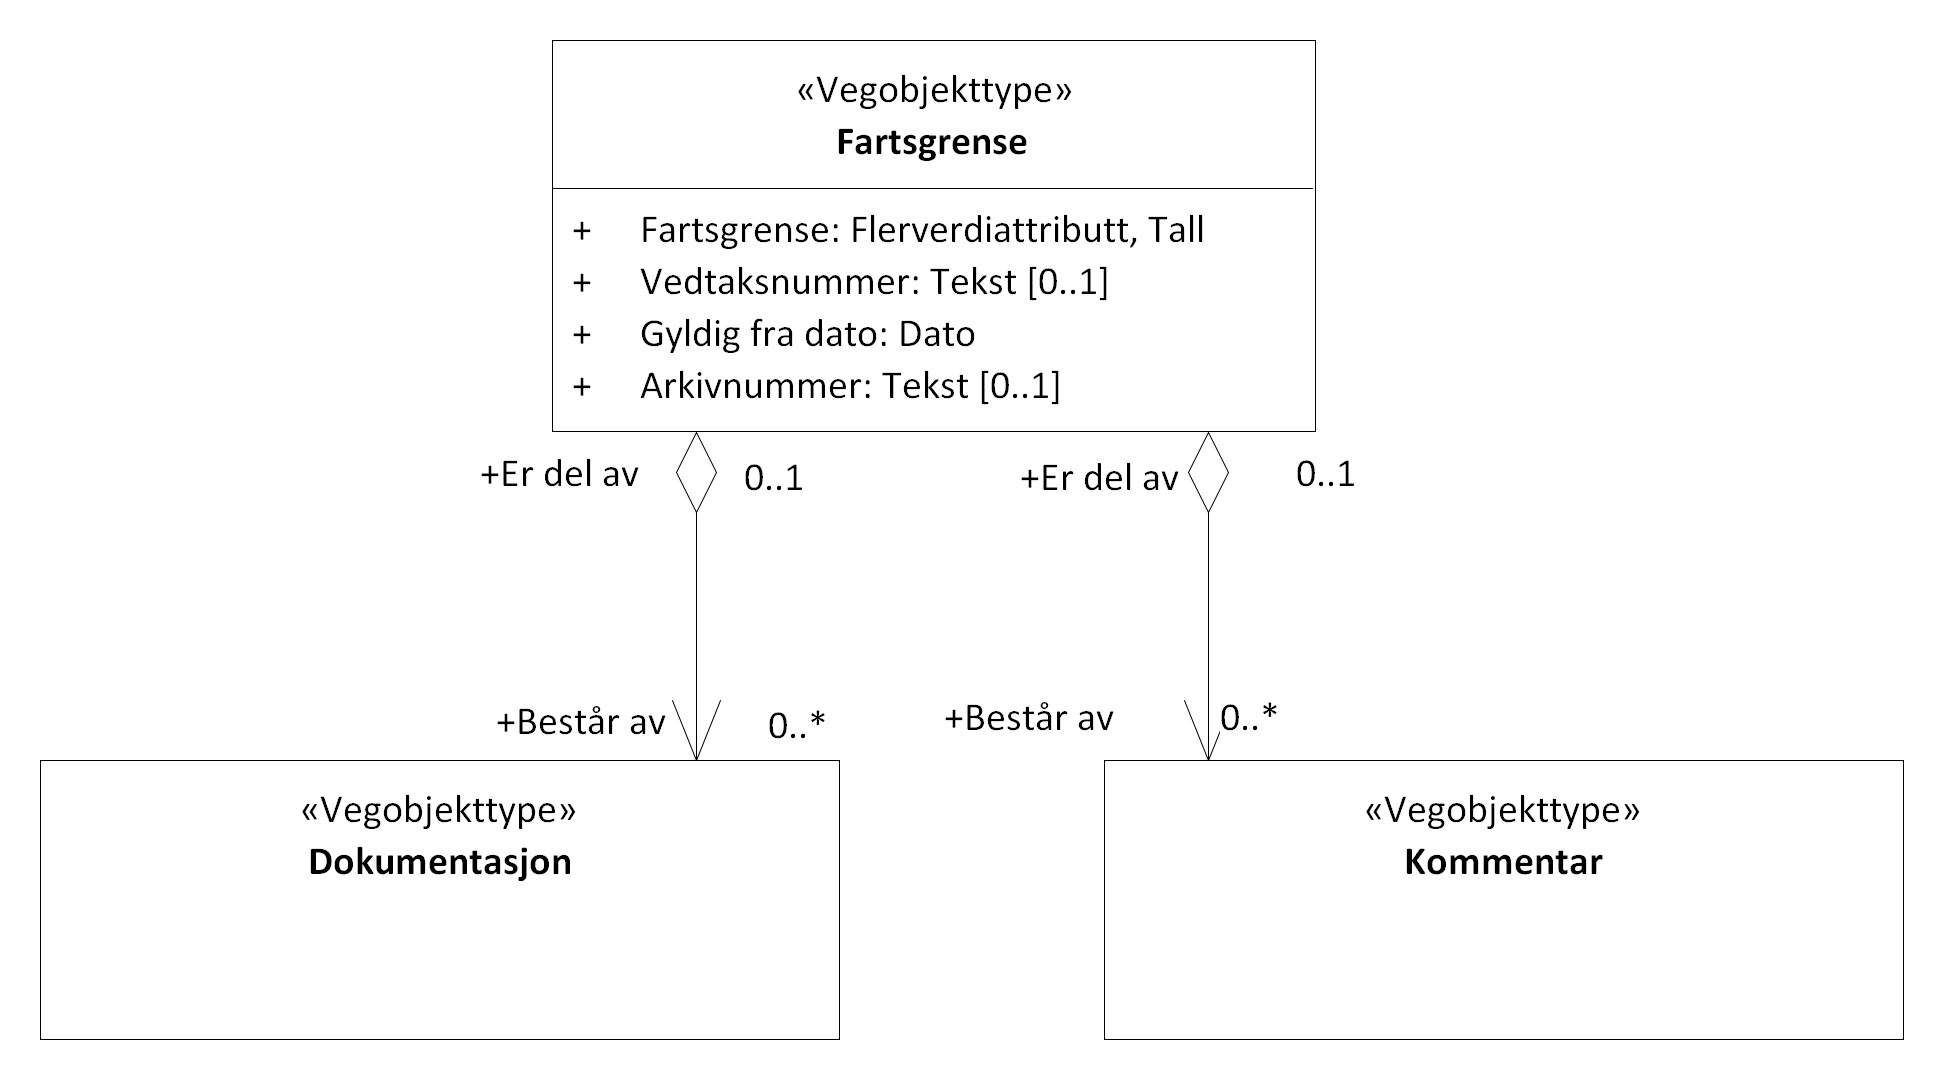 «Vegobjekttype»
Fartsgrense
+ Fartsgrense: Flerverdiattributt, Tall
+ Vedtaksnummer: Tekst [0..1]
+ Gyldig fra dato: Dato
+ Arkivnummer: Tekst [0..1]
+Er del av 0..1 +Er del av 0..1
+Består av 0..* +Består av 0..*
«Vegobjekttype»
Dokumentasjon
«Vegobjekttype»
Kommentar